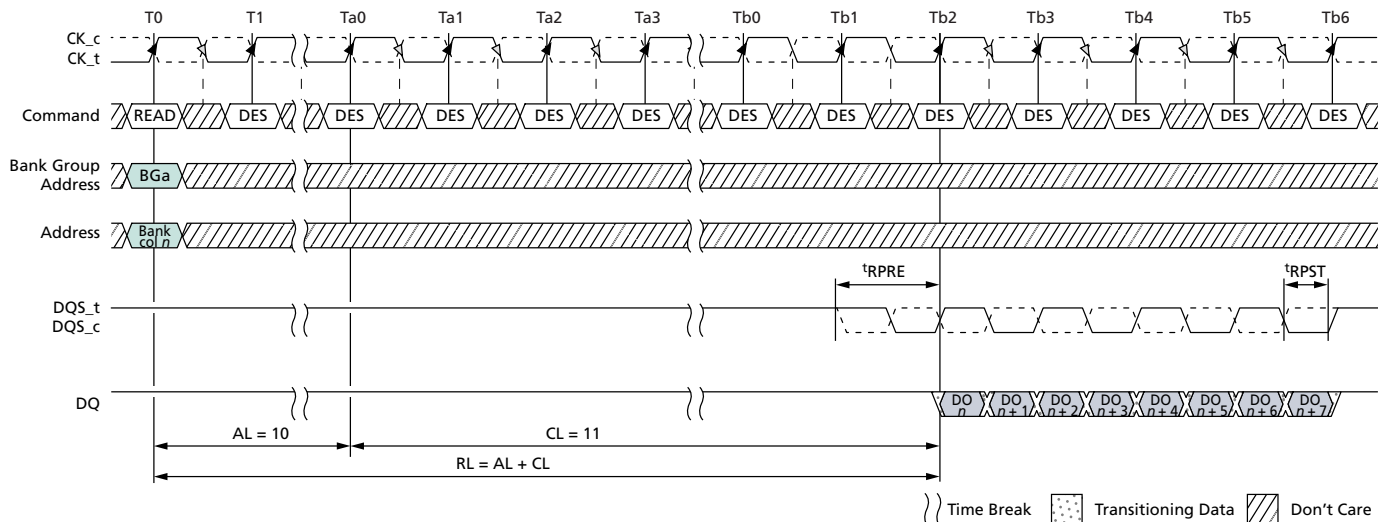 T0 T1 Ta0 Ta1 Ta2 Ta3 Tb0 Tb1 Tb2 Tb3 Tb4 Tb5 Tb6
CK_c
CK_t
Command READ DES DES DES DES DES DES DES DES DES DES DES DES
Bank Group
Address
BGa
Address
Bank
col n
tRPRE tRPST
DQS_t
DQS_c
DQ
DO DO DO DO DO DO DO DO
n n + 1 n + 2 n + 3 n + 4 n + 5 n + 6 n + 7
AL = 10 CL = 11
RL = AL + CL
Time Break Transitioning Data Don't Care